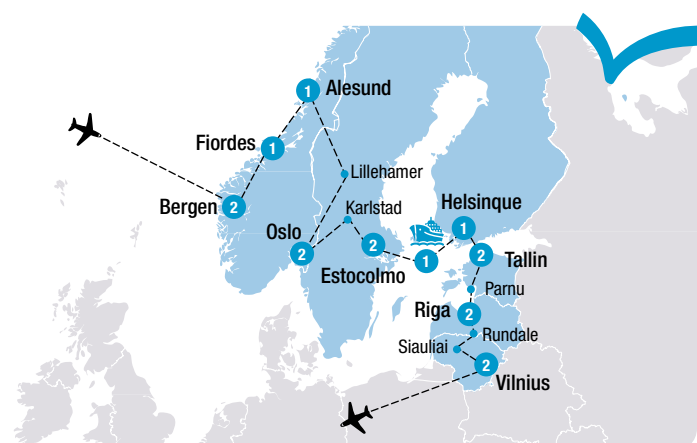 1 Alesund
Fiordes 1
Lillehamer
Bergen 2
Karlstad
Helsinque
Oslo
1
2
2
2 Tallin
Estocolmo 1
Parnu
Riga 2
Rundale
Siauliai
2
Vilnius